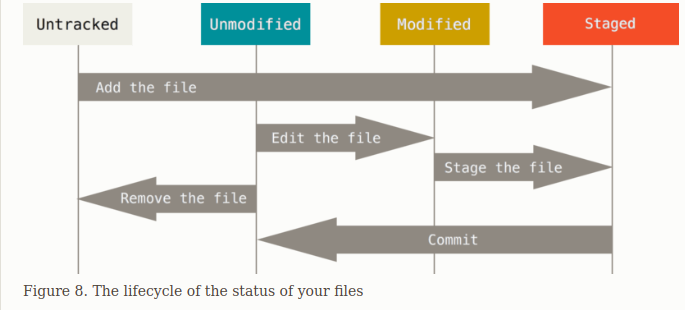 Untracked Unmodified Modified Staged
Add the file
Edit the file
Stage the file
Remove the file
Commit
Figure 8. The lifecycle of the status of your files